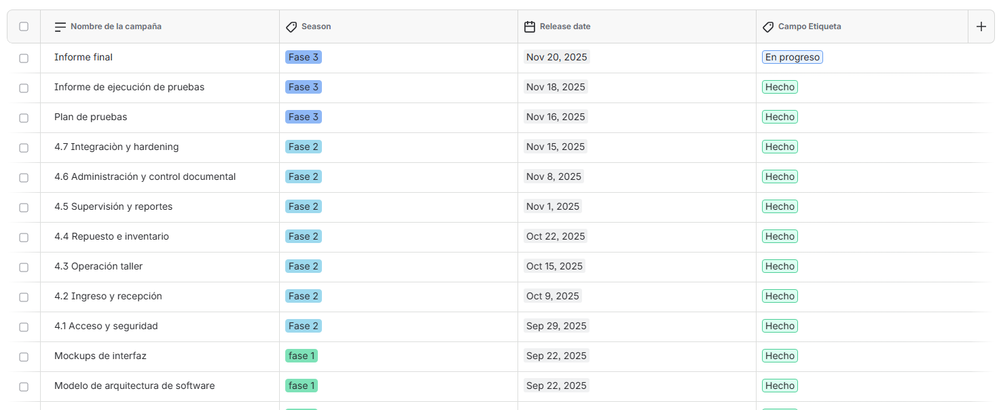 Nombre de la campaña Season Release date Campo Etiqueta
Informe final Fase 3 Nov 20, 2025 En progreso
Informe de ejecución de pruebas Fase 3 Nov 18, 2025 Hecho
Plan de pruebas Fase 3 Nov 16, 2025 Hecho
4.7 Integraciòn y hardening Fase 2 Nov 15, 2025 Hecho
4.6 Administración y control documental Fase 2 Nov 8, 2025 Hecho
4.5 Supervisión y reportes Fase 2 Nov 1, 2025 Hecho
4.4 Repuesto e inventario Fase 2 Oct 22, 2025 Hecho
4.3 Operación taller Fase 2 Oct 15, 2025 Hecho
4.2 Ingreso y recepción Fase 2 Oct 9, 2025 Hecho
4.1 Acceso y seguridad Fase 2 Sep 29, 2025 Hecho
Mockups de interfaz fase 1 Sep 22, 2025 Hecho
Modelo de arquitectura de software fase 1 Sep 22, 2025 Hecho